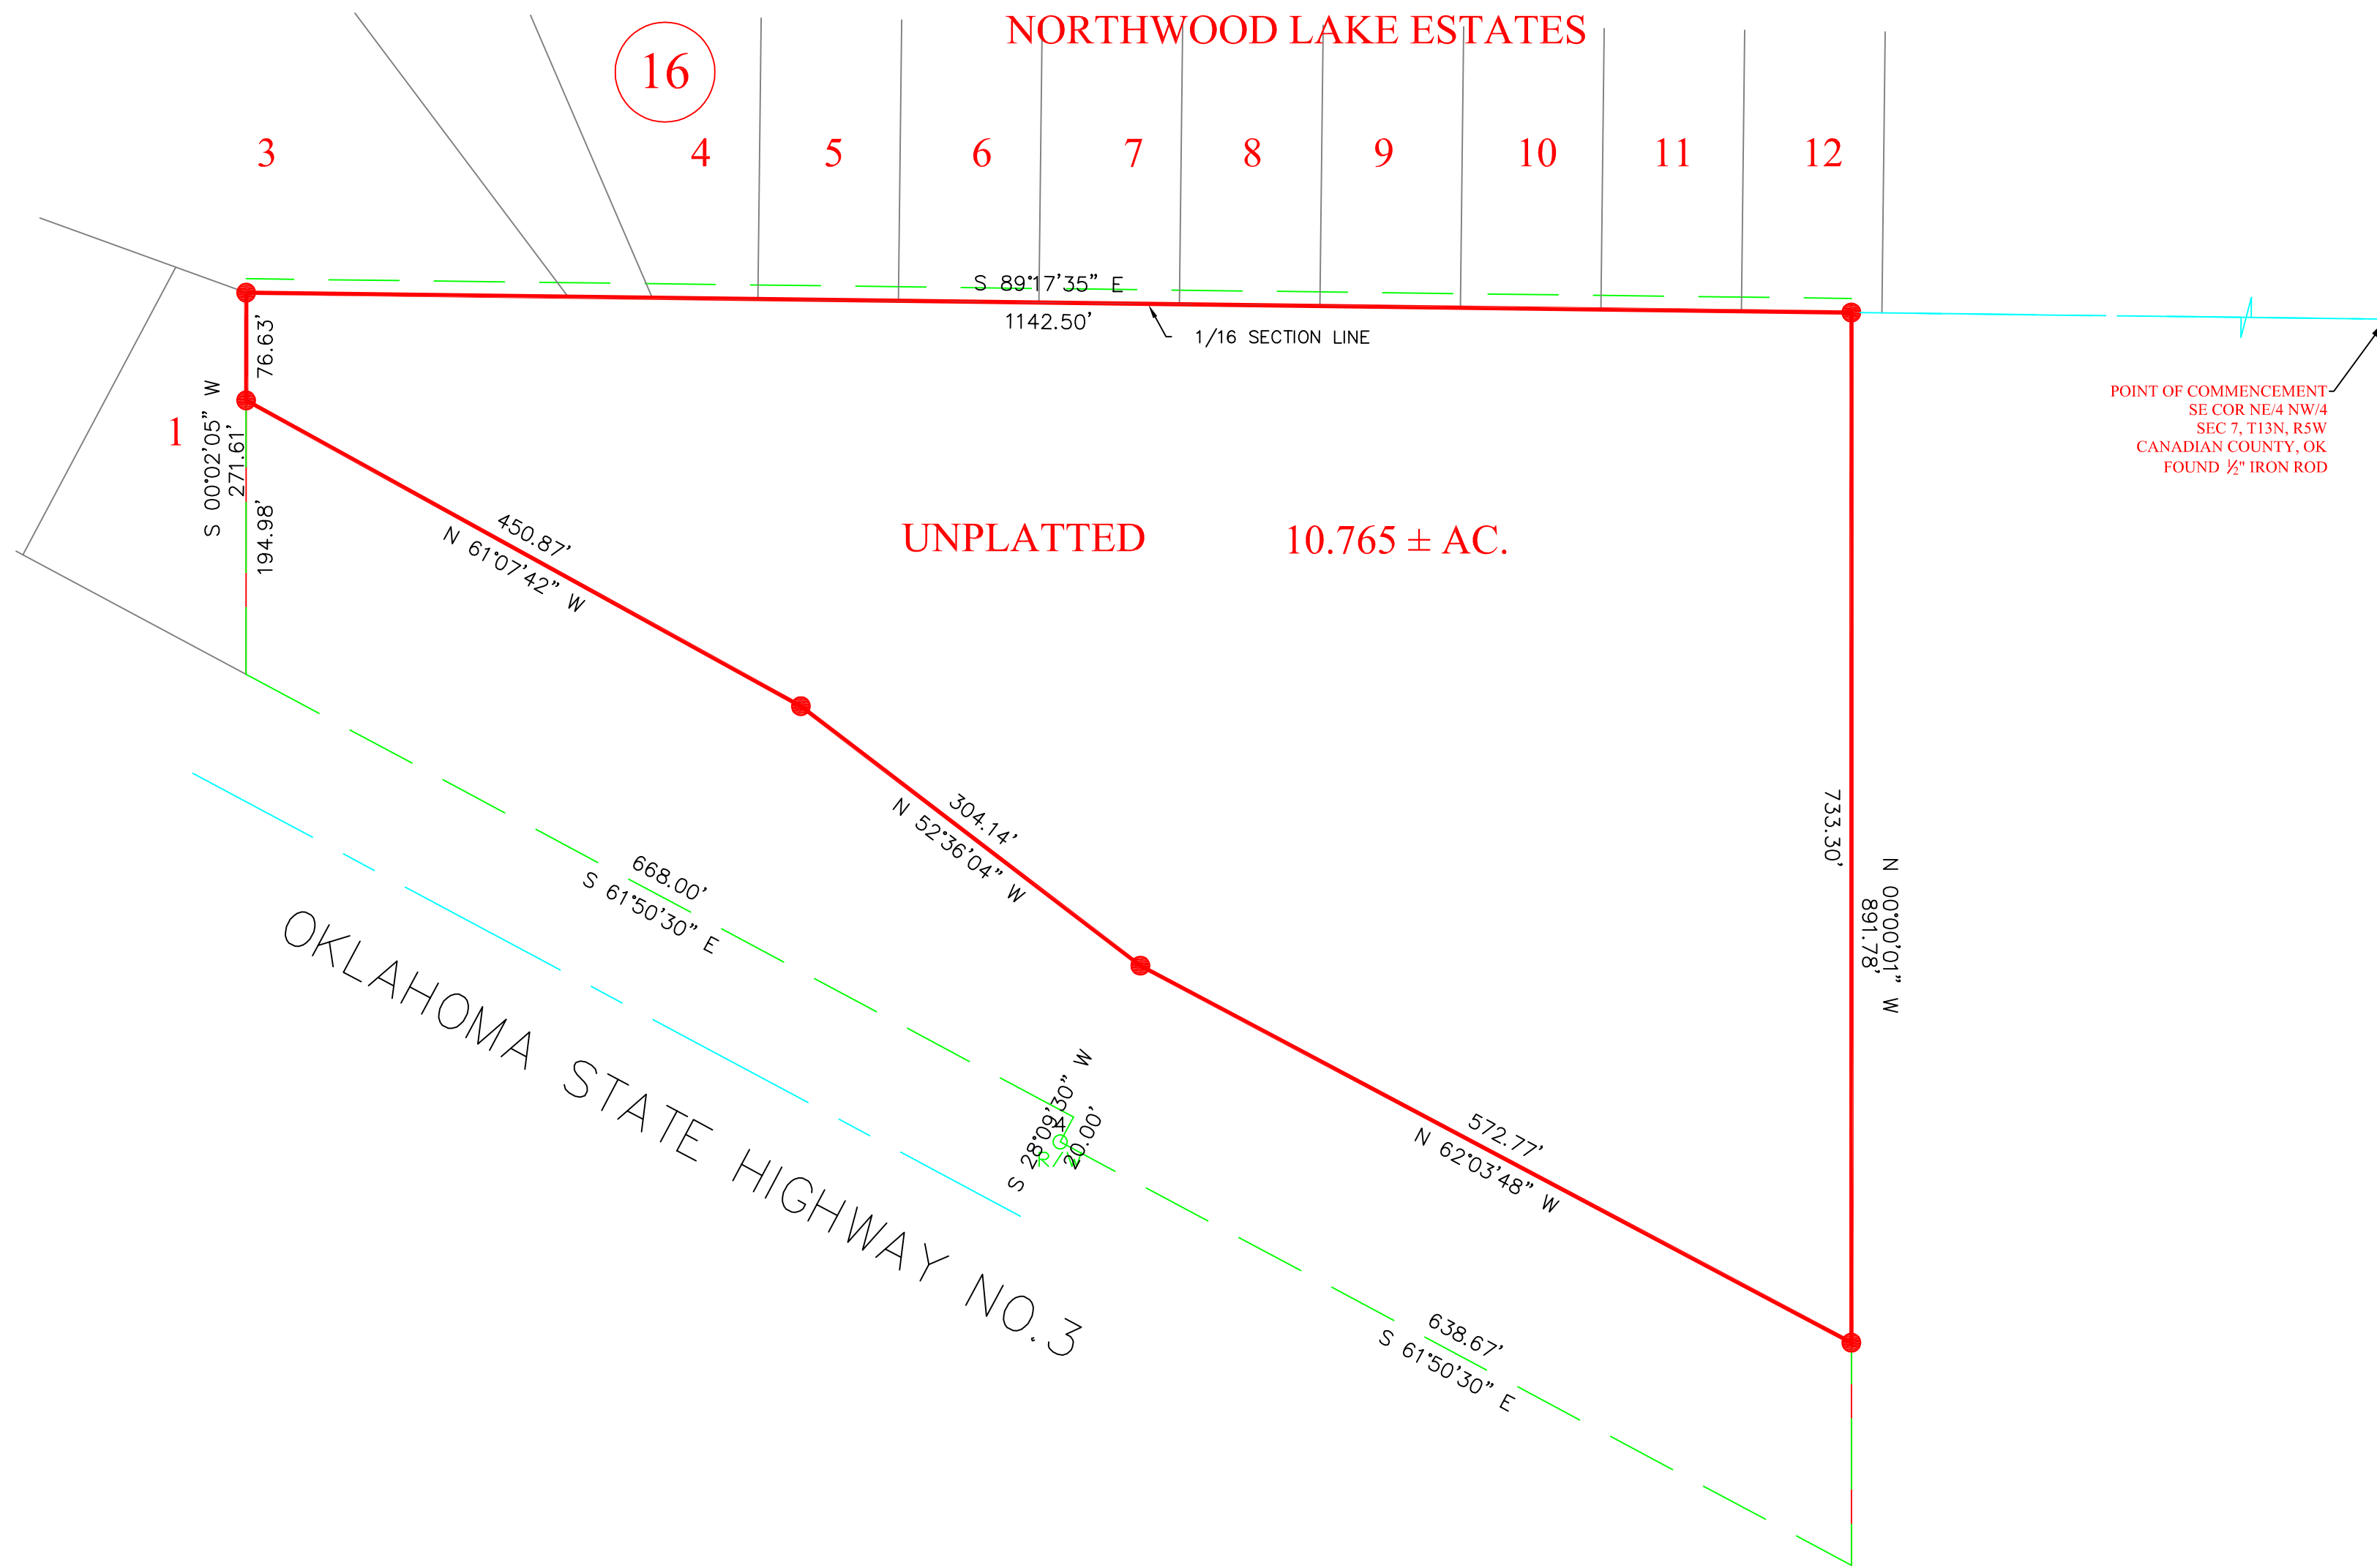 NORTHWOOD LAKE ESTATES
16
3
4
5
6
7
8
9
10
11
12
S 89°17'35" E
1142.50'
1/16 SECTION LINE
76.63'
POINT OF COMMENCEMENT
SE COR NE/4 NW/4
SEC 7, T13N, R5W
CANADIAN COUNTY, OK
FOUND ½" IRON ROD
1
S 00°02'05" W
271.61'
194.98'
450.87'
N 61°07'42" W
UNPLATTED 10.765 ± AC.
304.14'
N 52°36'04" W
733.30'
N 00°00'01" W
891.78'
668.00'
S 61°50'30" E
OKLAHOMA STATE HIGHWAY NO.3
S 28°09'30" W
20.00'
4
572.77'
N 62°03'48" W
638.67'
S 61°50'30" E